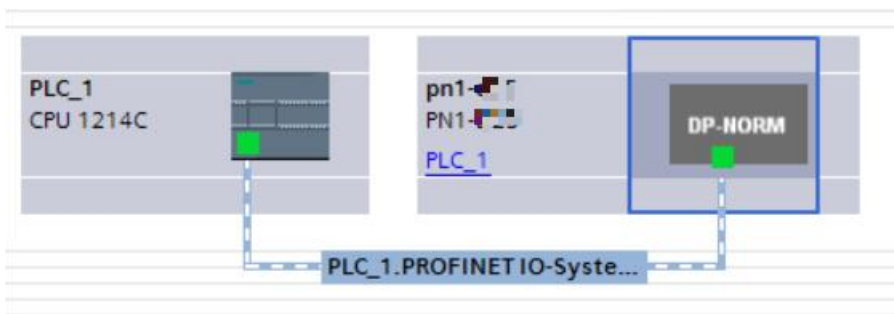 PLC_1
CPU 1214C
pn1-
PN1-
PLC_1
DP-NORM
PLC_1.PROFINET IO-Syste...